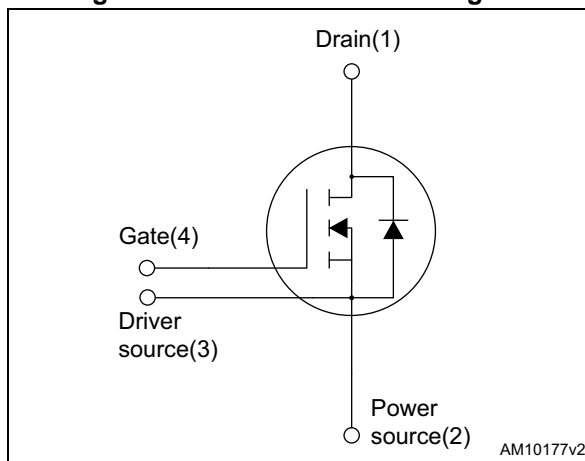 Drain(1)
Gate(4)
Driver
source(3)
Power
source(2)
AM10177v2